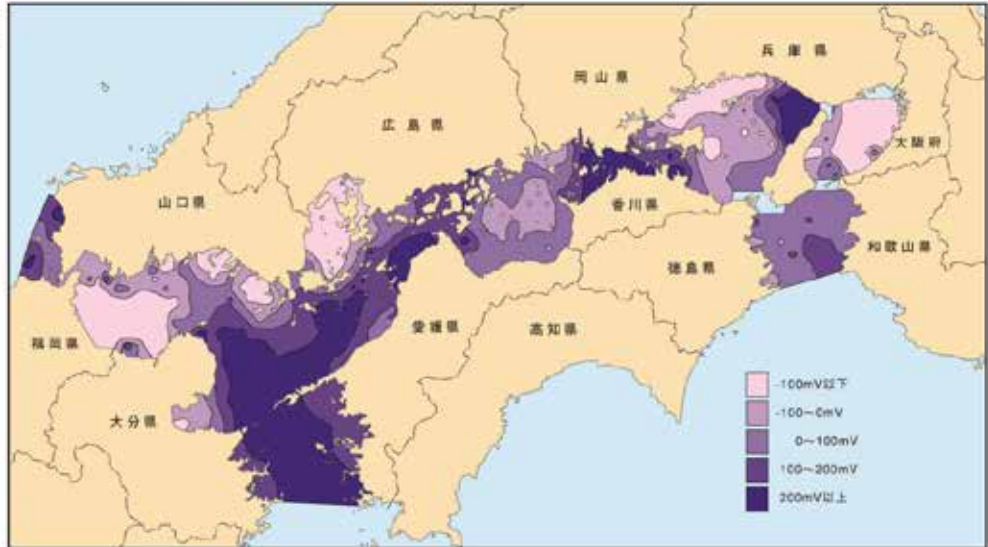 兵庫県
岡山県
広島県
大阪府
山口県
香川県
和歌山県
徳島県
愛媛県
高知県
福岡県
大分県
-100mV以下
-100～0mV
0～100mV
100～200mV
200mV以上